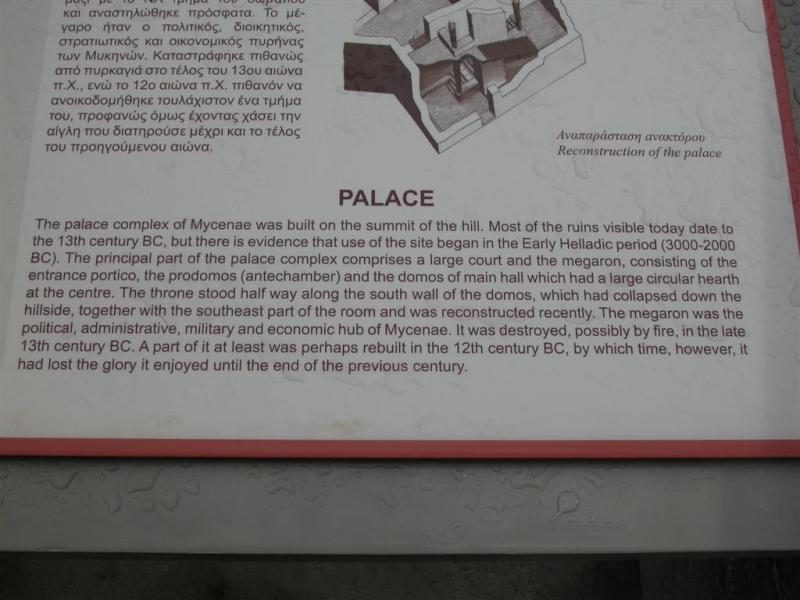 μαζί με το ΝΑ τμήμα του δωματίου
και αναστηλώθηκε πρόσφατα. Το μέ-
γαρο ήταν ο πολιτικός, διοικητικός,
στρατιωτικός και οικονομικός πυρήνας
των Μυκηνών. Καταστράφηκε πιθανώς
από πυρκαγιά στο τέλος του 13ου αιώνα
π.Χ., ενώ το 12ο αιώνα π.Χ. πιθανόν να
ανοικοδομήθηκε τουλάχιστον ένα τμήμα
του, προφανώς όμως έχοντας χάσει την
αίγλη που διατηρούσε μέχρι και το τέλος
του προηγούμενου αιώνα.
Αναπαράσταση ανακτόρου
Reconstruction of the palace
PALACE
The palace complex of Mycenae was built on the summit of the hill. Most of the ruins visible today date to
the 13th century BC, but there is evidence that use of the site began in the Early Helladic period (3000-2000
BC). The principal part of the palace complex comprises a large court and the megaron, consisting of the
entrance portico, the prodomos (antechamber) and the domos of main hall which had a large circular hearth
at the centre. The throne stood half way along the south wall of the domos, which had collapsed down the
hillside, together with the southeast part of the room and was reconstructed recently. The megaron was the
political, administrative, military and economic hub of Mycenae. It was destroyed, possibly by fire, in the late
13th century BC. A part of it at least was perhaps rebuilt in the 12th century BC, by which time, however, it
had lost the glory it enjoyed until the end of the previous century.